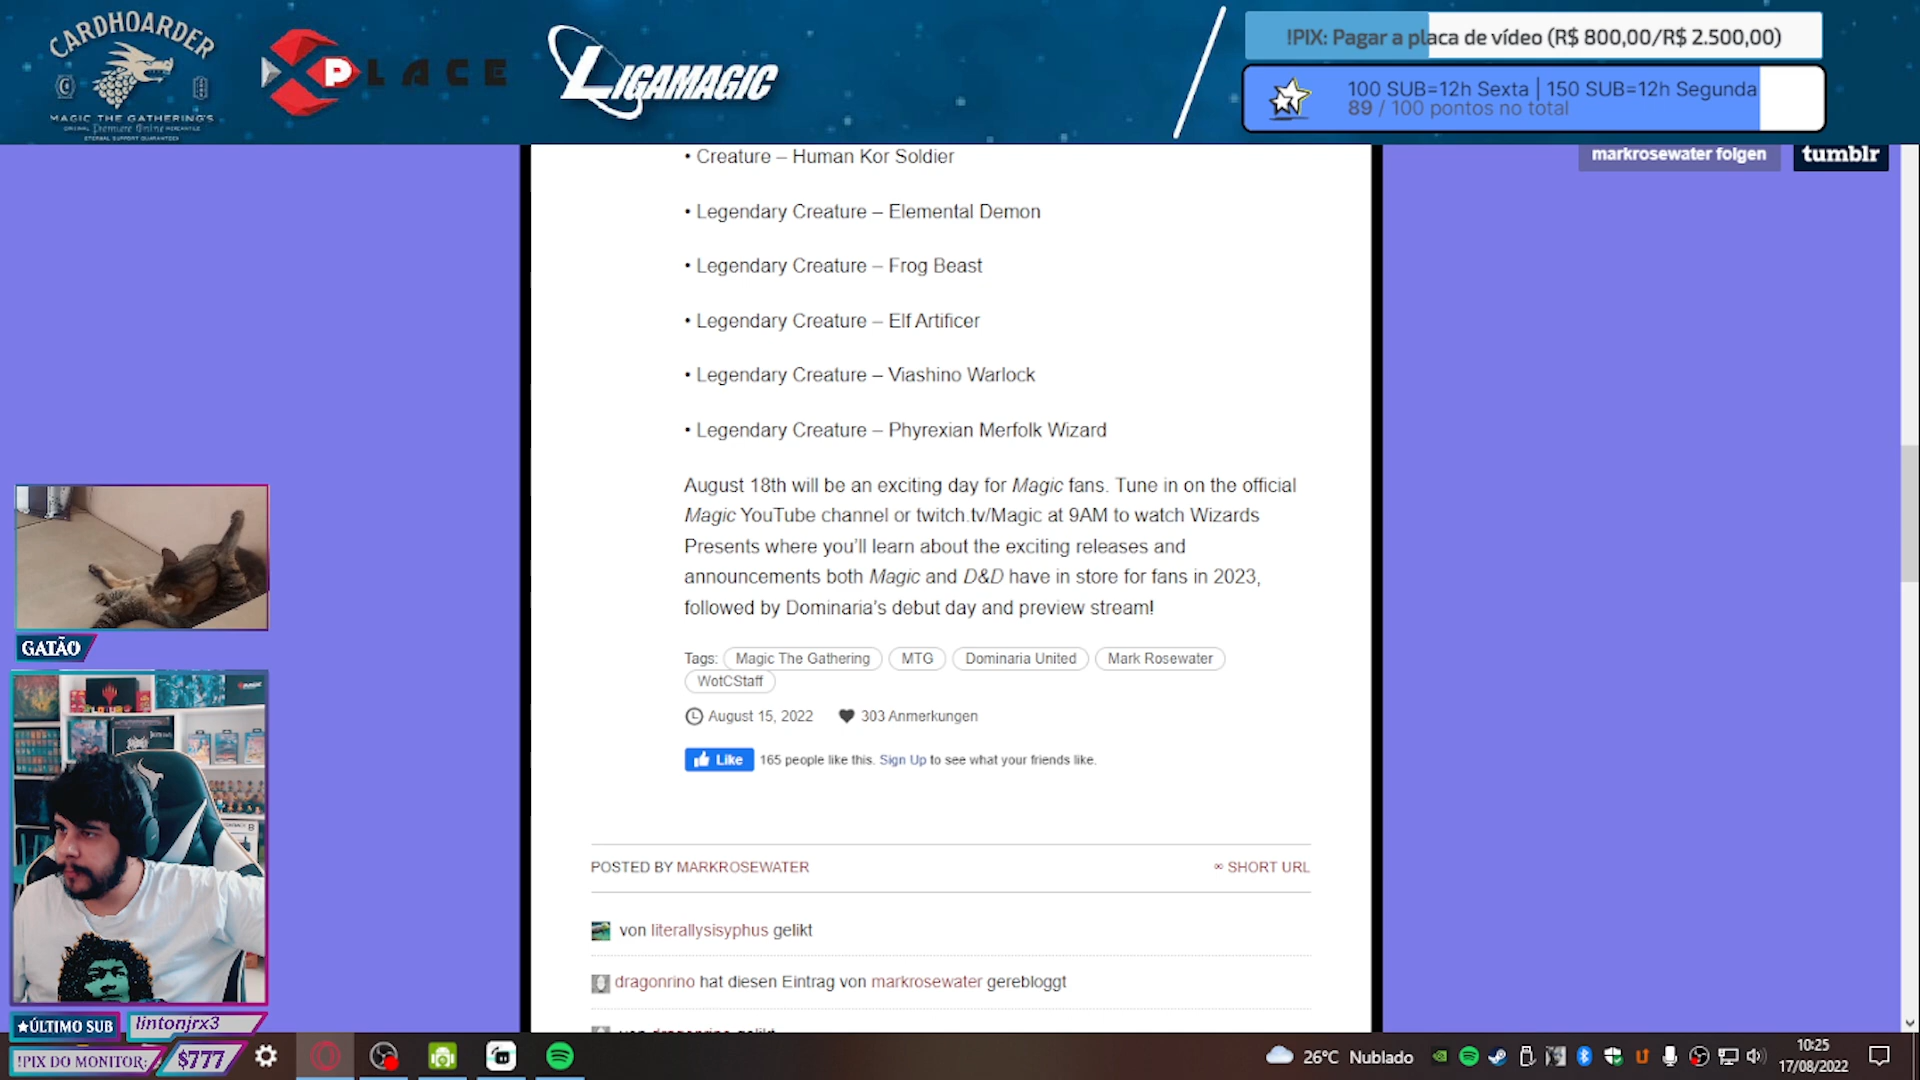 CARDHOARDER
MAGIC THE GATHERING'S
PLACE
LIGAMAGIC
!PIX: Pagar a placa de vídeo (R$ 800,00/R$ 2.500,00)
100 SUB=12h Sexta | 150 SUB=12h Segunda
89 / 100 pontos no total
markrosewater folgen
tumblr
• Creature – Human Kor Soldier
• Legendary Creature – Elemental Demon
• Legendary Creature – Frog Beast
• Legendary Creature – Elf Artificer
• Legendary Creature – Viashino Warlock
• Legendary Creature – Phyrexian Merfolk Wizard
August 18th will be an exciting day for Magic fans. Tune in on the official
Magic YouTube channel or twitch.tv/Magic at 9AM to watch Wizards
Presents where you'll learn about the exciting releases and
announcements both Magic and D&D have in store for fans in 2023,
followed by Dominaria's debut day and preview stream!
Tags: Magic The Gathering MTG Dominaria United Mark Rosewater
WotCStaff
August 15, 2022 303 Anmerkungen
Like 165 people like this. Sign Up to see what your friends like.
POSTED BY MARKROSEWATER
∞ SHORT URL
von literallysisyphus gelikt
dragonrino hat diesen Eintrag von markrosewater gerebloggt
GATÃO
★ÚLTIMO SUB lintonjrx3
!PIX DO MONITOR: $777
26°C Nublado
10:25
17/08/2022